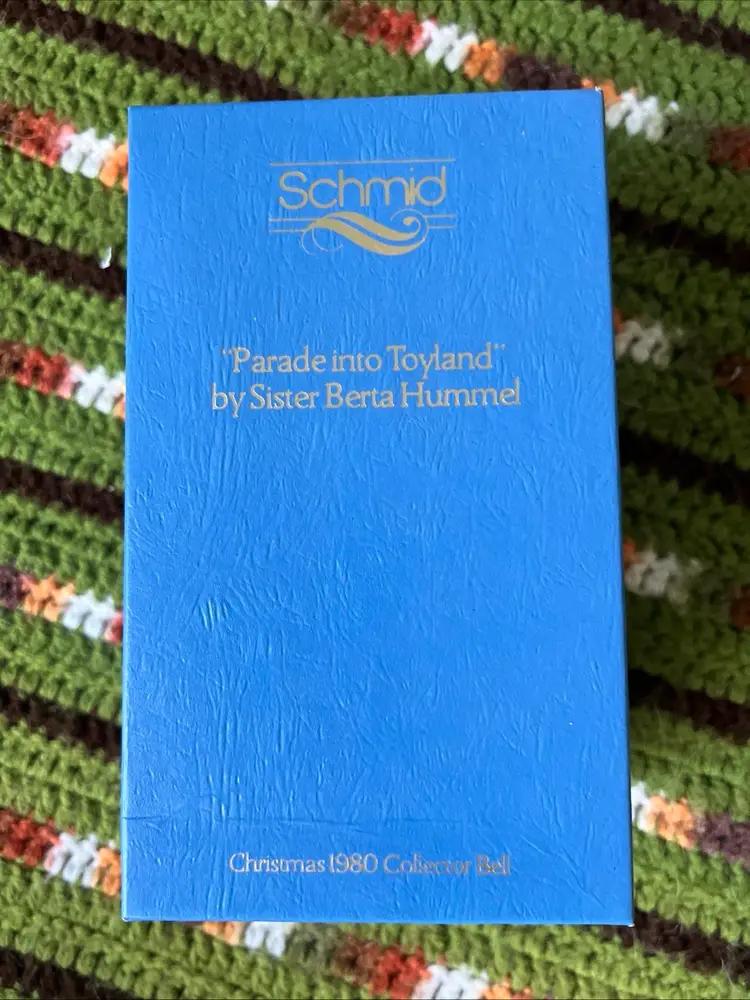 Schmid
"Parade into Toyland"
by Sister Berta Hummel
Christmas 1980 Collector Bell